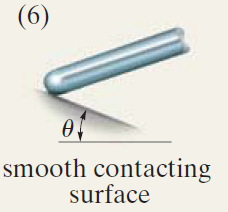 (6)
θ
smooth contacting
surface